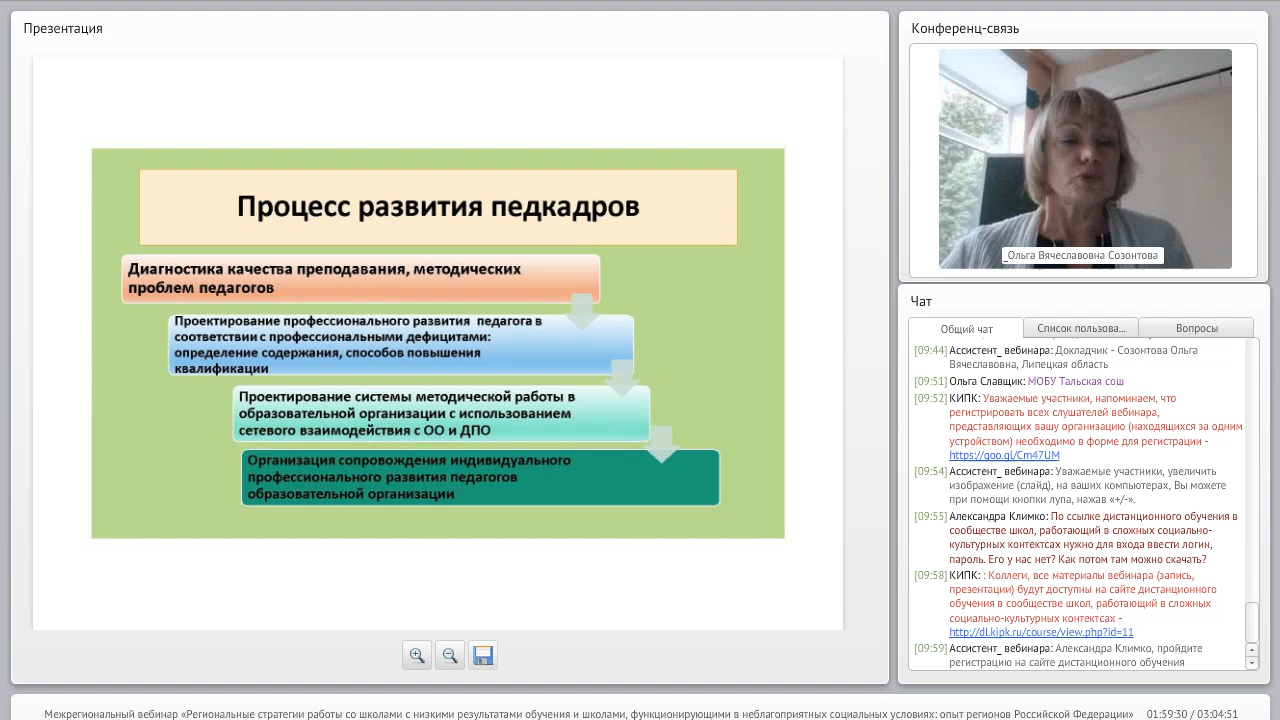 Презентация
Процесс развития педкадров
Диагностика качества преподавания, методических
проблем педагогов
Проектирование профессионального развития педагога в
соответствии с профессиональными дефицитами:
определение содержания, способов повышения
квалификации
Проектирование системы методической работы в
образовательной организации с использованием
сетевого взаимодействия с ОО и ДПО
Организация сопровождения индивидуального
профессионального развития педагогов
образовательной организации
Конференц-связь
_Ольга Вячеславовна Созонтова
Чат
Общий чат
Список пользова...
Вопросы
[09:44] Ассистент_ вебинара: Докладчик - Созонтова Ольга
Вячеславовна, Липецкая область
[09:51] Ольга Славщик: МОБУ Тальская сош
[09:52] КИПК: Уважаемые участники, напоминаем, что
регистрировать всех слушателей вебинара,
представляющих вашу организацию (находящихся за одним
устройством) необходимо в форме для регистрации -
https://goo.gl/Cm47UM
[09:54] Ассистент_ вебинара: Уважаемые участники, увеличить
изображение (слайд), на ваших компьютерах, Вы можете
при помощи кнопки лупа, нажав «+/-».
[09:55] Александра Климко: По ссылке дистанционного обучения в
сообществе школ, работающий в сложных социально-
культурных контектсах нужно для входа ввести логин,
пароль. Его у нас нет? Как потом там можно скачать?
[09:58] КИПК: : Коллеги, все материалы вебинара (запись,
презентации) будут доступны на сайте дистанционного
обучения в сообществе школ, работающий в сложных
социально-культурных контектсах -
http://dl.kipk.ru/course/view.php?id=11
[09:59] Ассистент_ вебинара: Александра Климко, пройдите
регистрацию на сайте дистанционного обучения
Межрегиональный вебинар «Региональные стратегии работы со школами с низкими результатами обучения и школами, функционирующими в неблагоприятных социальных условиях: опыт регионов Российской Федерации» 01:59:30 / 03:04:51